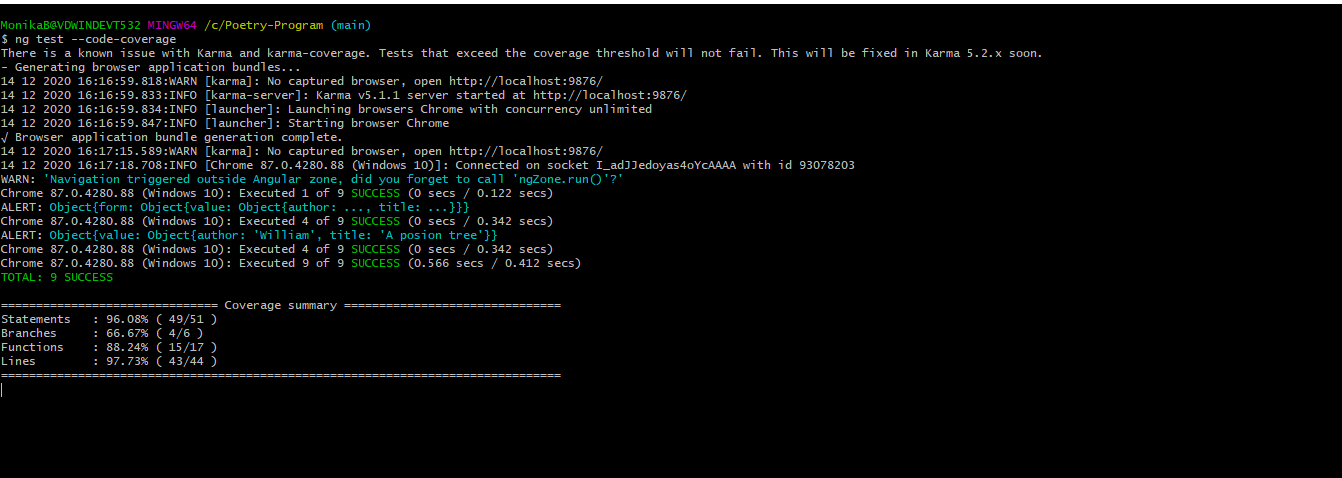 MonikaB@VDWINDEVT532 MINGW64 /c/Poetry-Program (main)
$ ng test --code-coverage
There is a known issue with Karma and karma-coverage. Tests that exceed the coverage threshold will not fail. This will be fixed in Karma 5.2.x soon.
- Generating browser application bundles...
14 12 2020 16:16:59.818:WARN [karma]: No captured browser, open http://localhost:9876/
14 12 2020 16:16:59.833:INFO [karma-server]: Karma v5.1.1 server started at http://localhost:9876/
14 12 2020 16:16:59.834:INFO [launcher]: Launching browsers Chrome with concurrency unlimited
14 12 2020 16:16:59.847:INFO [launcher]: Starting browser Chrome
√ Browser application bundle generation complete.
14 12 2020 16:17:15.589:WARN [karma]: No captured browser, open http://localhost:9876/
14 12 2020 16:17:18.708:INFO [Chrome 87.0.4280.88 (Windows 10)]: Connected on socket I_adJJedoyas4oYcAAAA with id 93078203
WARN: 'Navigation triggered outside Angular zone, did you forget to call 'ngZone.run()'?'
Chrome 87.0.4280.88 (Windows 10): Executed 1 of 9 SUCCESS (0 secs / 0.122 secs)
ALERT: Object{form: Object{value: Object{author: ..., title: ...}}}
Chrome 87.0.4280.88 (Windows 10): Executed 4 of 9 SUCCESS (0 secs / 0.342 secs)
ALERT: Object{value: Object{author: 'William', title: 'A posion tree'}}
Chrome 87.0.4280.88 (Windows 10): Executed 4 of 9 SUCCESS (0 secs / 0.342 secs)
Chrome 87.0.4280.88 (Windows 10): Executed 9 of 9 SUCCESS (0.566 secs / 0.412 secs)
TOTAL: 9 SUCCESS
=============================== Coverage summary ===============================
Statements   : 96.08% ( 49/51 )
Branches     : 66.67% ( 4/6 )
Functions    : 88.24% ( 15/17 )
Lines        : 97.73% ( 43/44 )
================================================================================